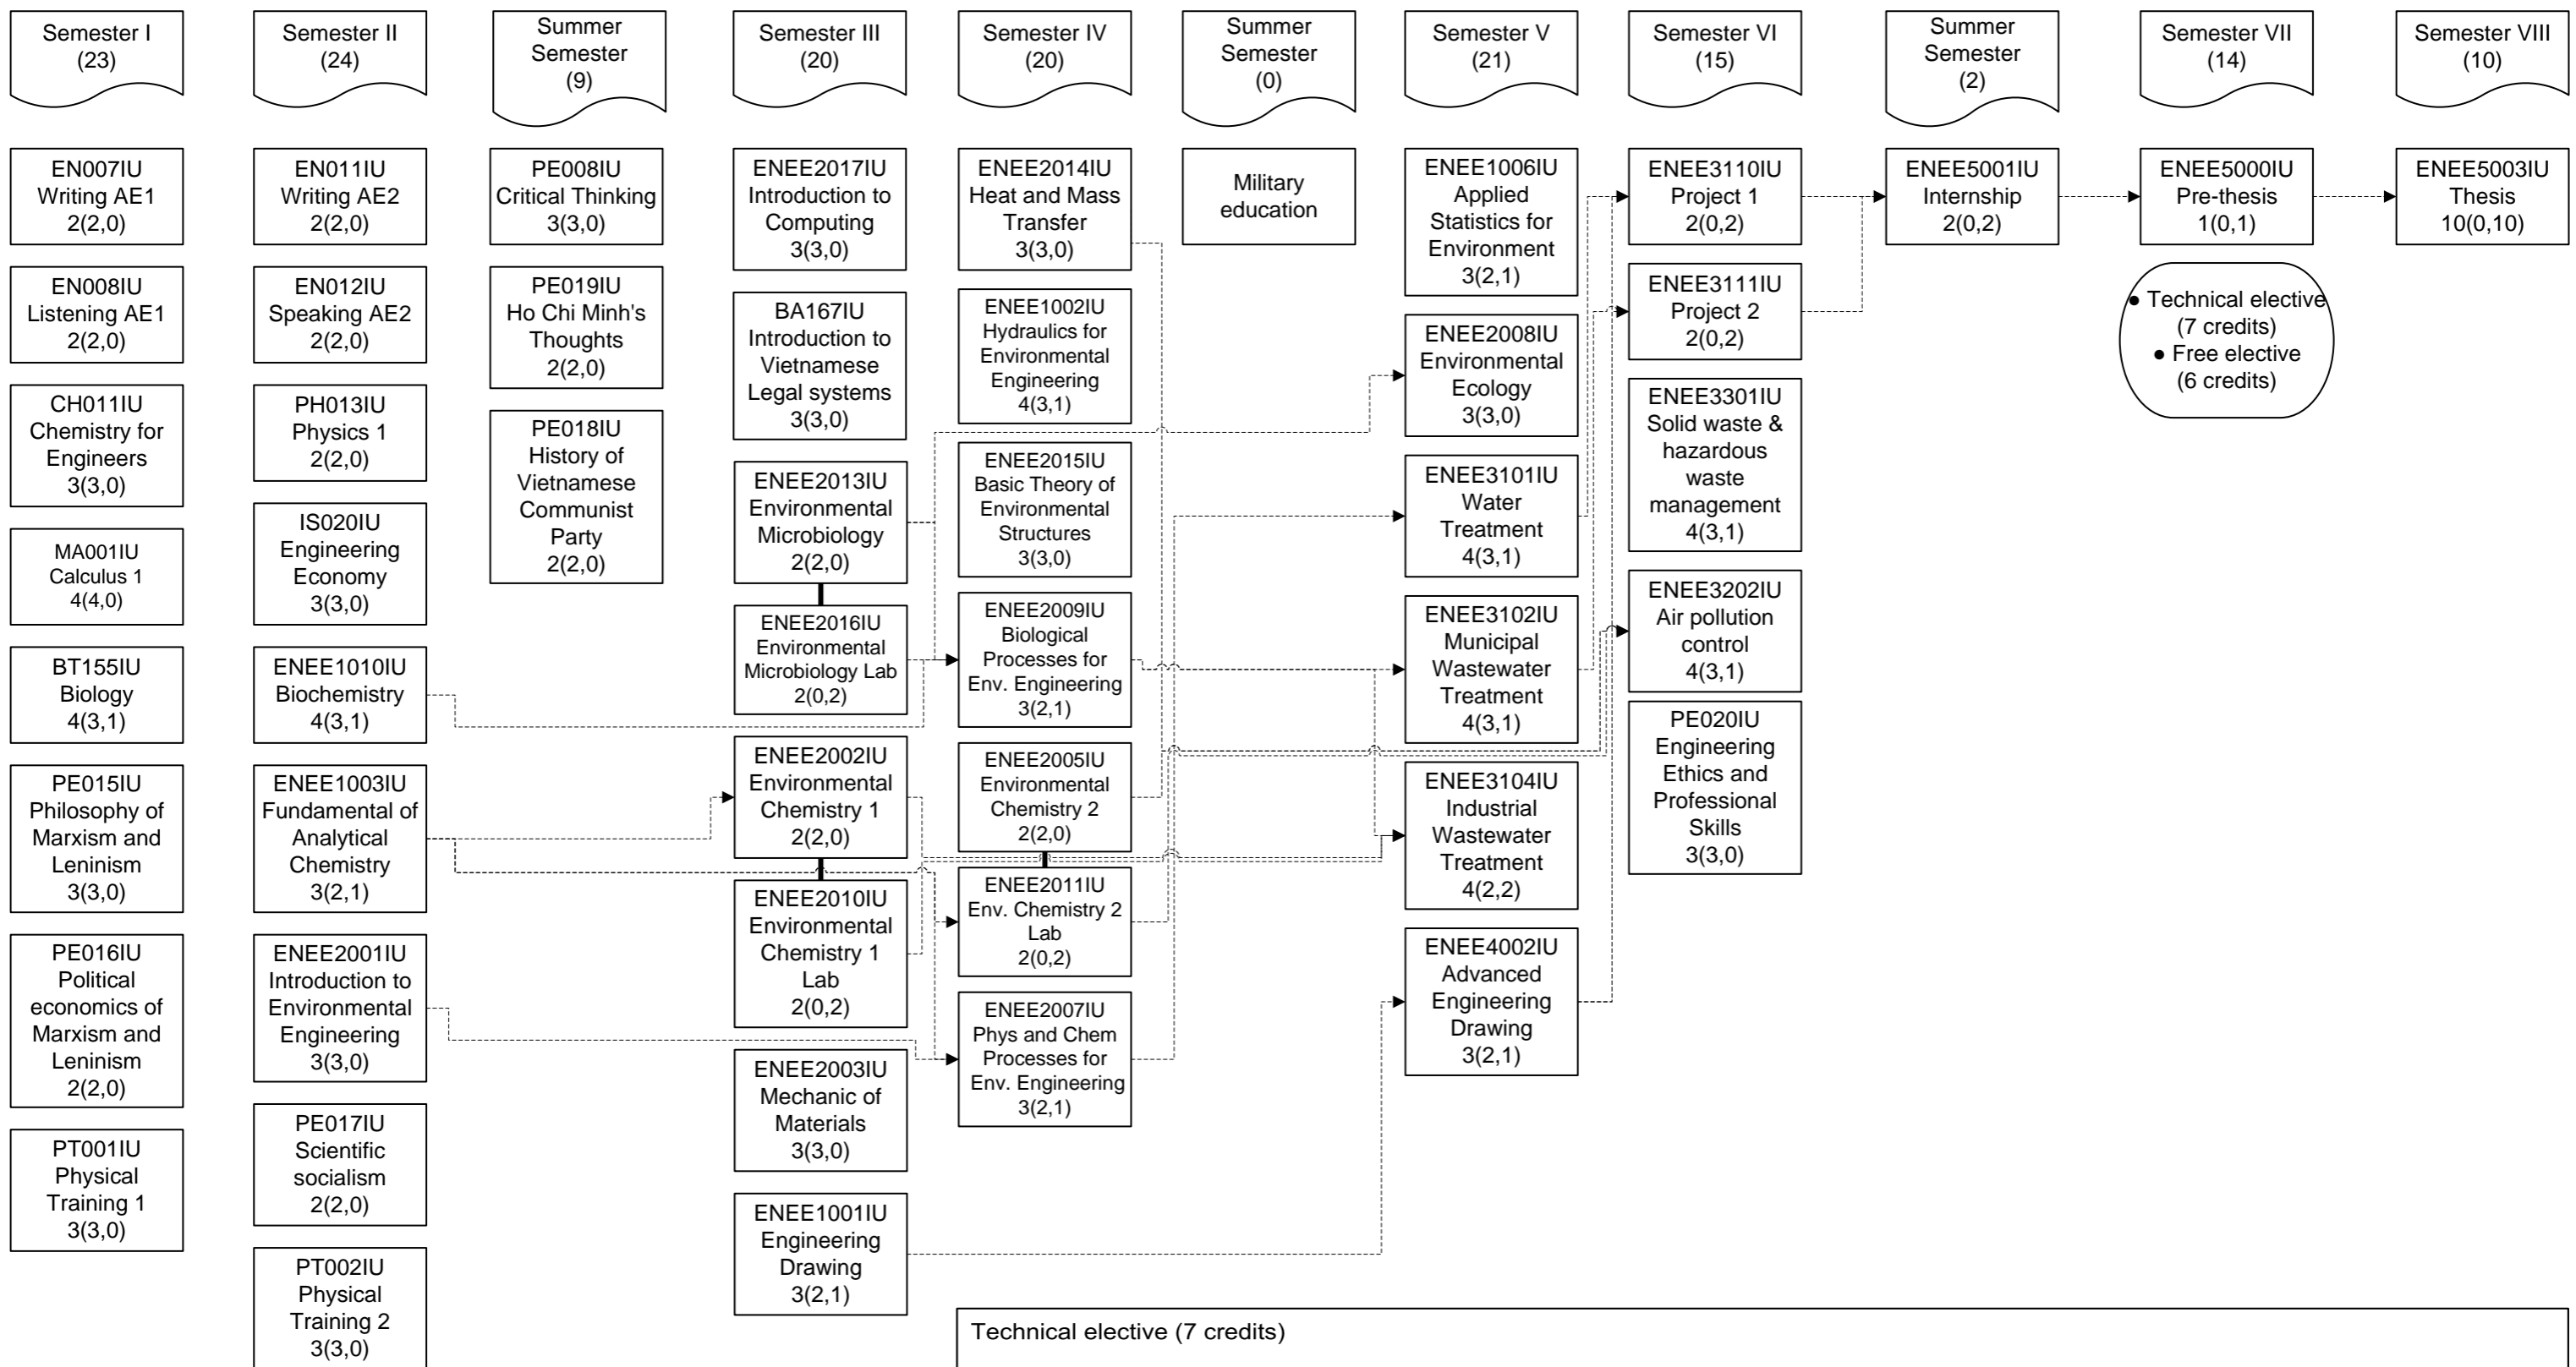 Semester I
(23)
Semester II
(24)
Summer
Semester
(9)
Semester III
(20)
Semester IV
(20)
Summer
Semester
(0)
Semester V
(21)
Semester VI
(15)
Summer
Semester
(2)
Semester VII
(14)
Semester VIII
(10)
EN007IU
Writing AE1
2(2,0)
EN008IU
Listening AE1
2(2,0)
CH011IU
Chemistry for
Engineers
3(3,0)
MA001IU
Calculus 1
4(4,0)
BT155IU
Biology
4(3,1)
PE015IU
Philosophy of
Marxism and
Leninism
3(3,0)
PE016IU
Political
economics of
Marxism and
Leninism
2(2,0)
PT001IU
Physical
Training 1
3(3,0)
EN011IU
Writing AE2
2(2,0)
EN012IU
Speaking AE2
2(2,0)
PH013IU
Physics 1
2(2,0)
IS020IU
Engineering
Economy
3(3,0)
ENEE1010IU
Biochemistry
4(3,1)
ENEE1003IU
Fundamental of
Analytical
Chemistry
3(2,1)
ENEE2001IU
Introduction to
Environmental
Engineering
3(3,0)
PE017IU
Scientific
socialism
2(2,0)
PT002IU
Physical
Training 2
3(3,0)
PE008IU
Critical Thinking
3(3,0)
PE019IU
Ho Chi Minh's
Thoughts
2(2,0)
PE018IU
History of
Vietnamese
Communist
Party
2(2,0)
ENEE2017IU
Introduction to
Computing
3(3,0)
BA167IU
Introduction to
Vietnamese
Legal systems
3(3,0)
ENEE2013IU
Environmental
Microbiology
2(2,0)
ENEE2016IU
Environmental
Microbiology Lab
2(0,2)
ENEE2002IU
Environmental
Chemistry 1
2(2,0)
ENEE2010IU
Environmental
Chemistry 1
Lab
2(0,2)
ENEE2003IU
Mechanic of
Materials
3(3,0)
ENEE1001IU
Engineering
Drawing
3(2,1)
ENEE2014IU
Heat and Mass
Transfer
3(3,0)
ENEE1002IU
Hydraulics for
Environmental
Engineering
4(3,1)
ENEE2015IU
Basic Theory of
Environmental
Structures
3(3,0)
ENEE2009IU
Biological
Processes for
Env. Engineering
3(2,1)
ENEE2005IU
Environmental
Chemistry 2
2(2,0)
ENEE2011IU
Env. Chemistry 2
Lab
2(0,2)
ENEE2007IU
Phys and Chem
Processes for
Env. Engineering
3(2,1)
Military
education
ENEE1006IU
Applied
Statistics for
Environment
3(2,1)
ENEE2008IU
Environmental
Ecology
3(3,0)
ENEE3101IU
Water
Treatment
4(3,1)
ENEE3102IU
Municipal
Wastewater
Treatment
4(3,1)
ENEE3104IU
Industrial
Wastewater
Treatment
4(2,2)
ENEE4002IU
Advanced
Engineering
Drawing
3(2,1)
ENEE3110IU
Project 1
2(0,2)
ENEE3111IU
Project 2
2(0,2)
ENEE3301IU
Solid waste &
hazardous
waste
management
4(3,1)
ENEE3202IU
Air pollution
control
4(3,1)
PE020IU
Engineering
Ethics and
Professional
Skills
3(3,0)
ENEE5001IU
Internship
2(0,2)
ENEE5000IU
Pre-thesis
1(0,1)
● Technical elective
(7 credits)
● Free elective
(6 credits)
ENEE5003IU
Thesis
10(0,10)
Technical elective (7 credits)